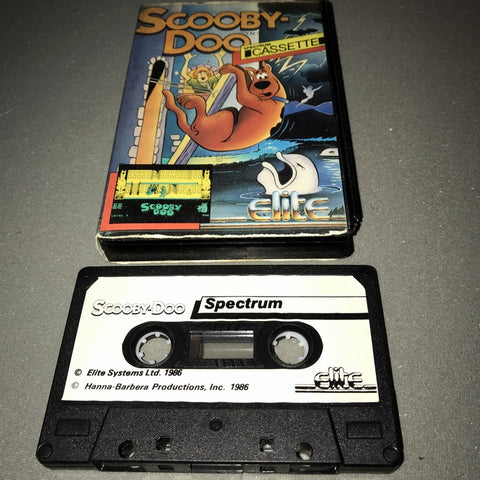 SCOOBY-
DOO
SPECTRUM
CASSETTE
SCOOBY
DOO
elite
SCOOBY-DOO
Spectrum
© Elite Systems Ltd. 1986
© Hanna-Barbera Productions, Inc. 1986
elite